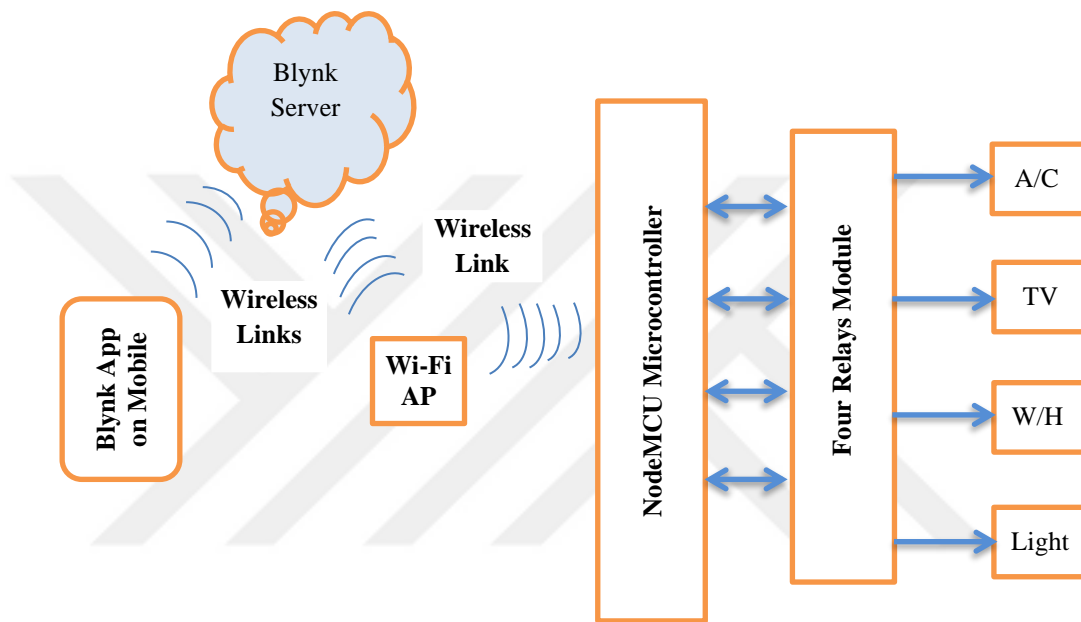 Blynk
Server
Wireless
Links
Wireless
Link
Blynk App
on Mobile
Wi-Fi
AP
NodeMCU Microcontroller
Four Relays Module
A/C
TV
W/H
Light